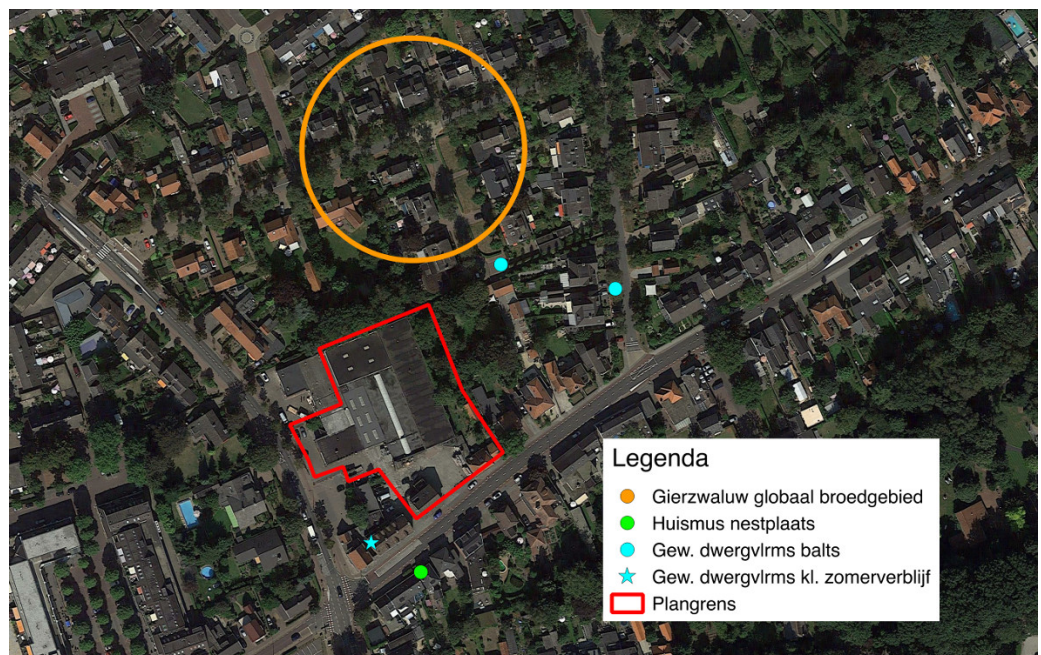 Legenda
Gierzwaluw globaal broedgebied
Huismus nestplaats
Gew. dwergvlrms balts
Gew. dwergvlrms kl. zomerverblijf
Plangrens